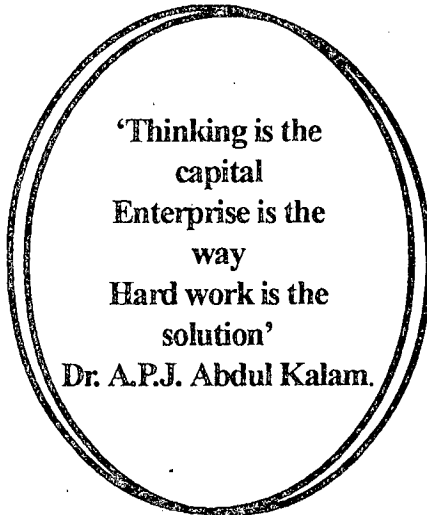 ‘Thinking is the
capital
Enterprise is the
way
Hard work is the
solution’
Dr. A.P.J. Abdul Kalam.